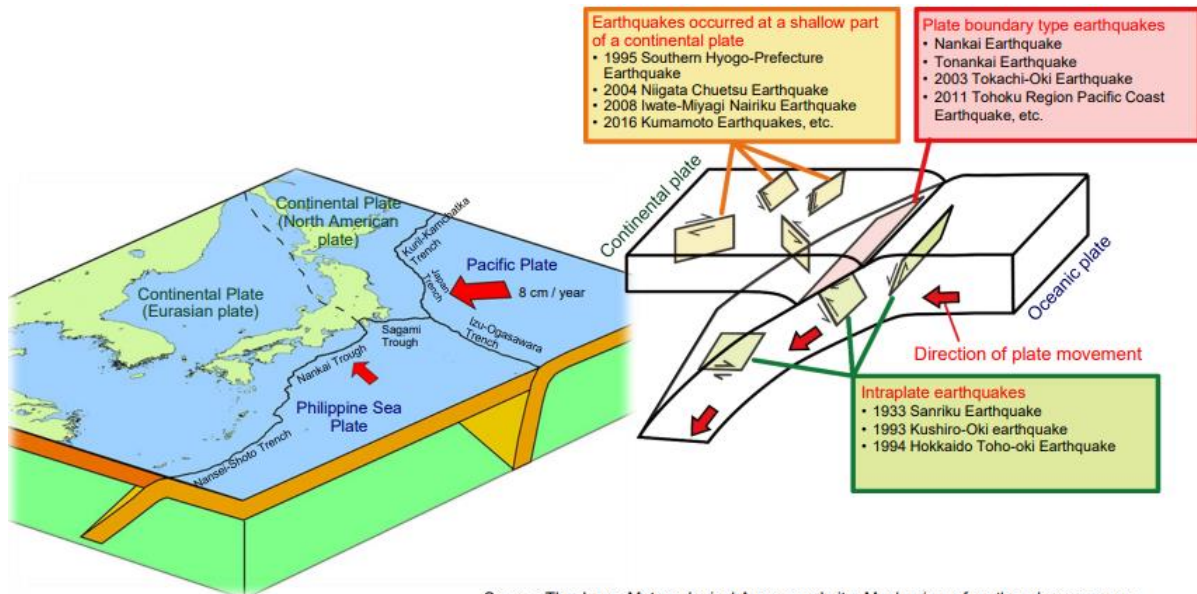 Earthquakes occurred at a shallow part
of a continental plate
• 1995 Southern Hyogo-Prefecture
Earthquake
• 2004 Niigata Chuetsu Earthquake
• 2008 Iwate-Miyagi Nairiku Earthquake
• 2016 Kumamoto Earthquakes, etc.
Plate boundary type earthquakes
• Nankai Earthquake
• Tonankai Earthquake
• 2003 Tokachi-Oki Earthquake
• 2011 Tohoku Region Pacific Coast
Earthquake, etc.
Continental Plate
(North American
plate)
Kuril-Kamchatka
Trench
Pacific Plate
Japan
Trench
8 cm / year
Continental Plate
(Eurasian plate)
Izu-Ogasawara
Trench
Sagami
Trough
Nankai Trough
Philippine Sea
Plate
Nansei-Shoto Trench
Continental plate
Oceanic plate
Direction of plate movement
Intraplate earthquakes
• 1933 Sanriku Earthquake
• 1993 Kushiro-Oki earthquake
• 1994 Hokkaido Toho-oki Earthquake